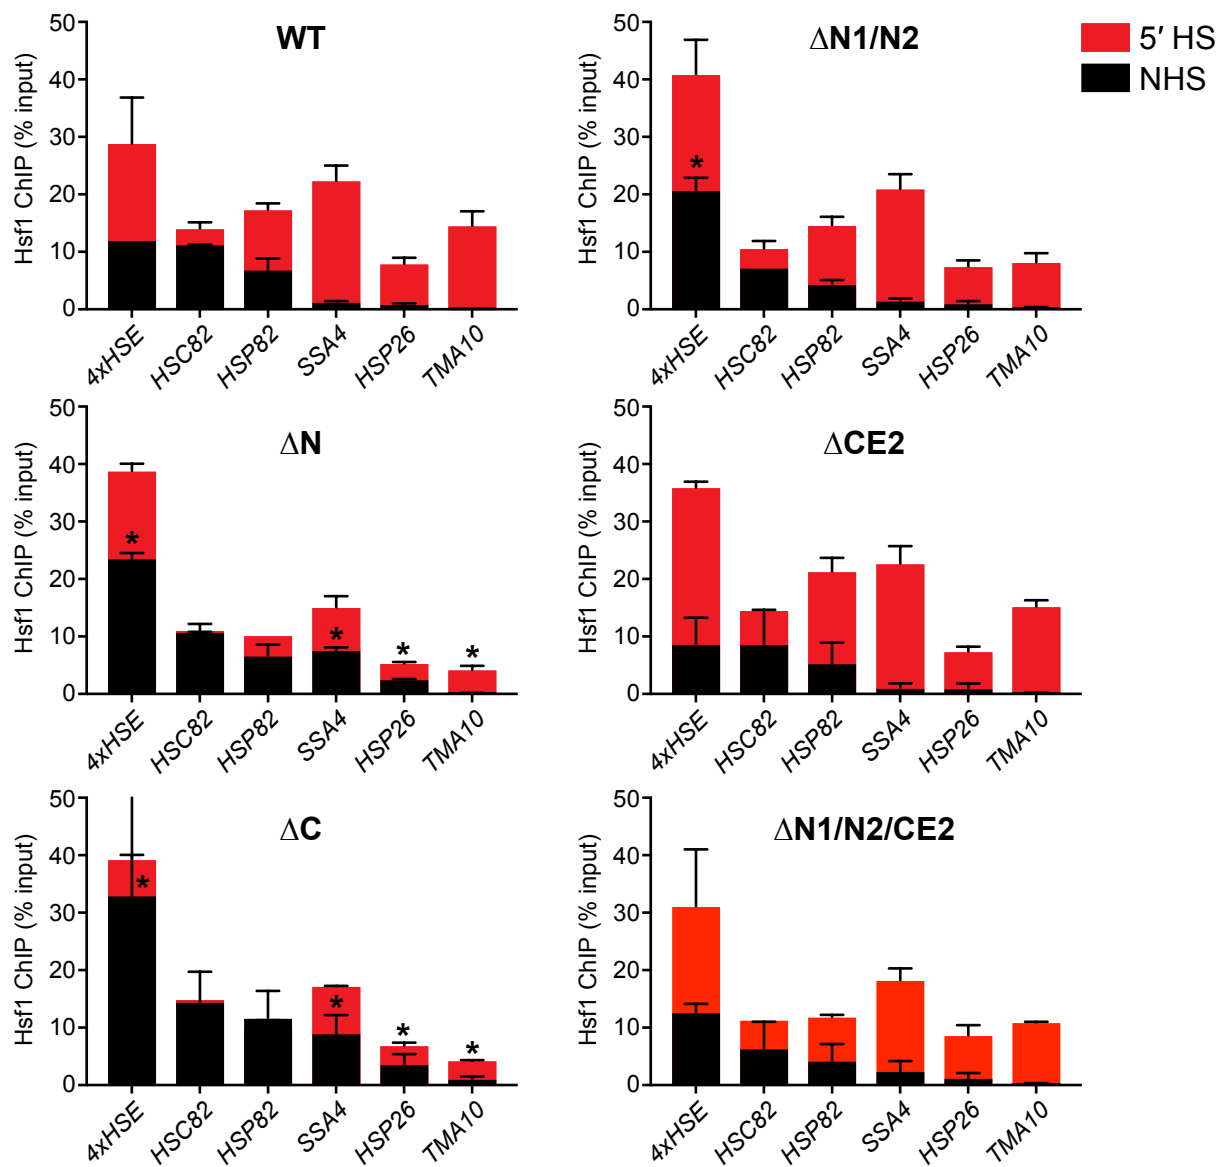 WT
Hsf1 ChIP (% input)
50
40
30
20
10
0
4xHSE
HSC82
HSP82
SSA4
HSP26
TMA10
ΔN1/N2
Hsf1 ChIP (% input)
50
40
30
20
10
0
*
4xHSE
HSC82
HSP82
SSA4
HSP26
TMA10
5′ HS
NHS
ΔN
Hsf1 ChIP (% input)
50
40
30
20
10
0
* * * *
4xHSE
HSC82
HSP82
SSA4
HSP26
TMA10
ΔCE2
Hsf1 ChIP (% input)
50
40
30
20
10
0
4xHSE
HSC82
HSP82
SSA4
HSP26
TMA10
ΔC
Hsf1 ChIP (% input)
50
40
30
20
10
0
* * * *
4xHSE
HSC82
HSP82
SSA4
HSP26
TMA10
ΔN1/N2/CE2
Hsf1 ChIP (% input)
50
40
30
20
10
0
4xHSE
HSC82
HSP82
SSA4
HSP26
TMA10